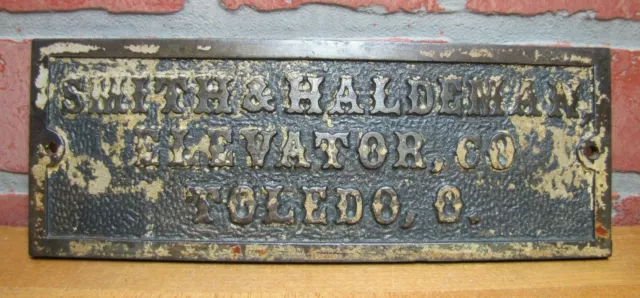 SMITH & HALDEMAN
ELEVATOR, CO
TOLEDO, O.